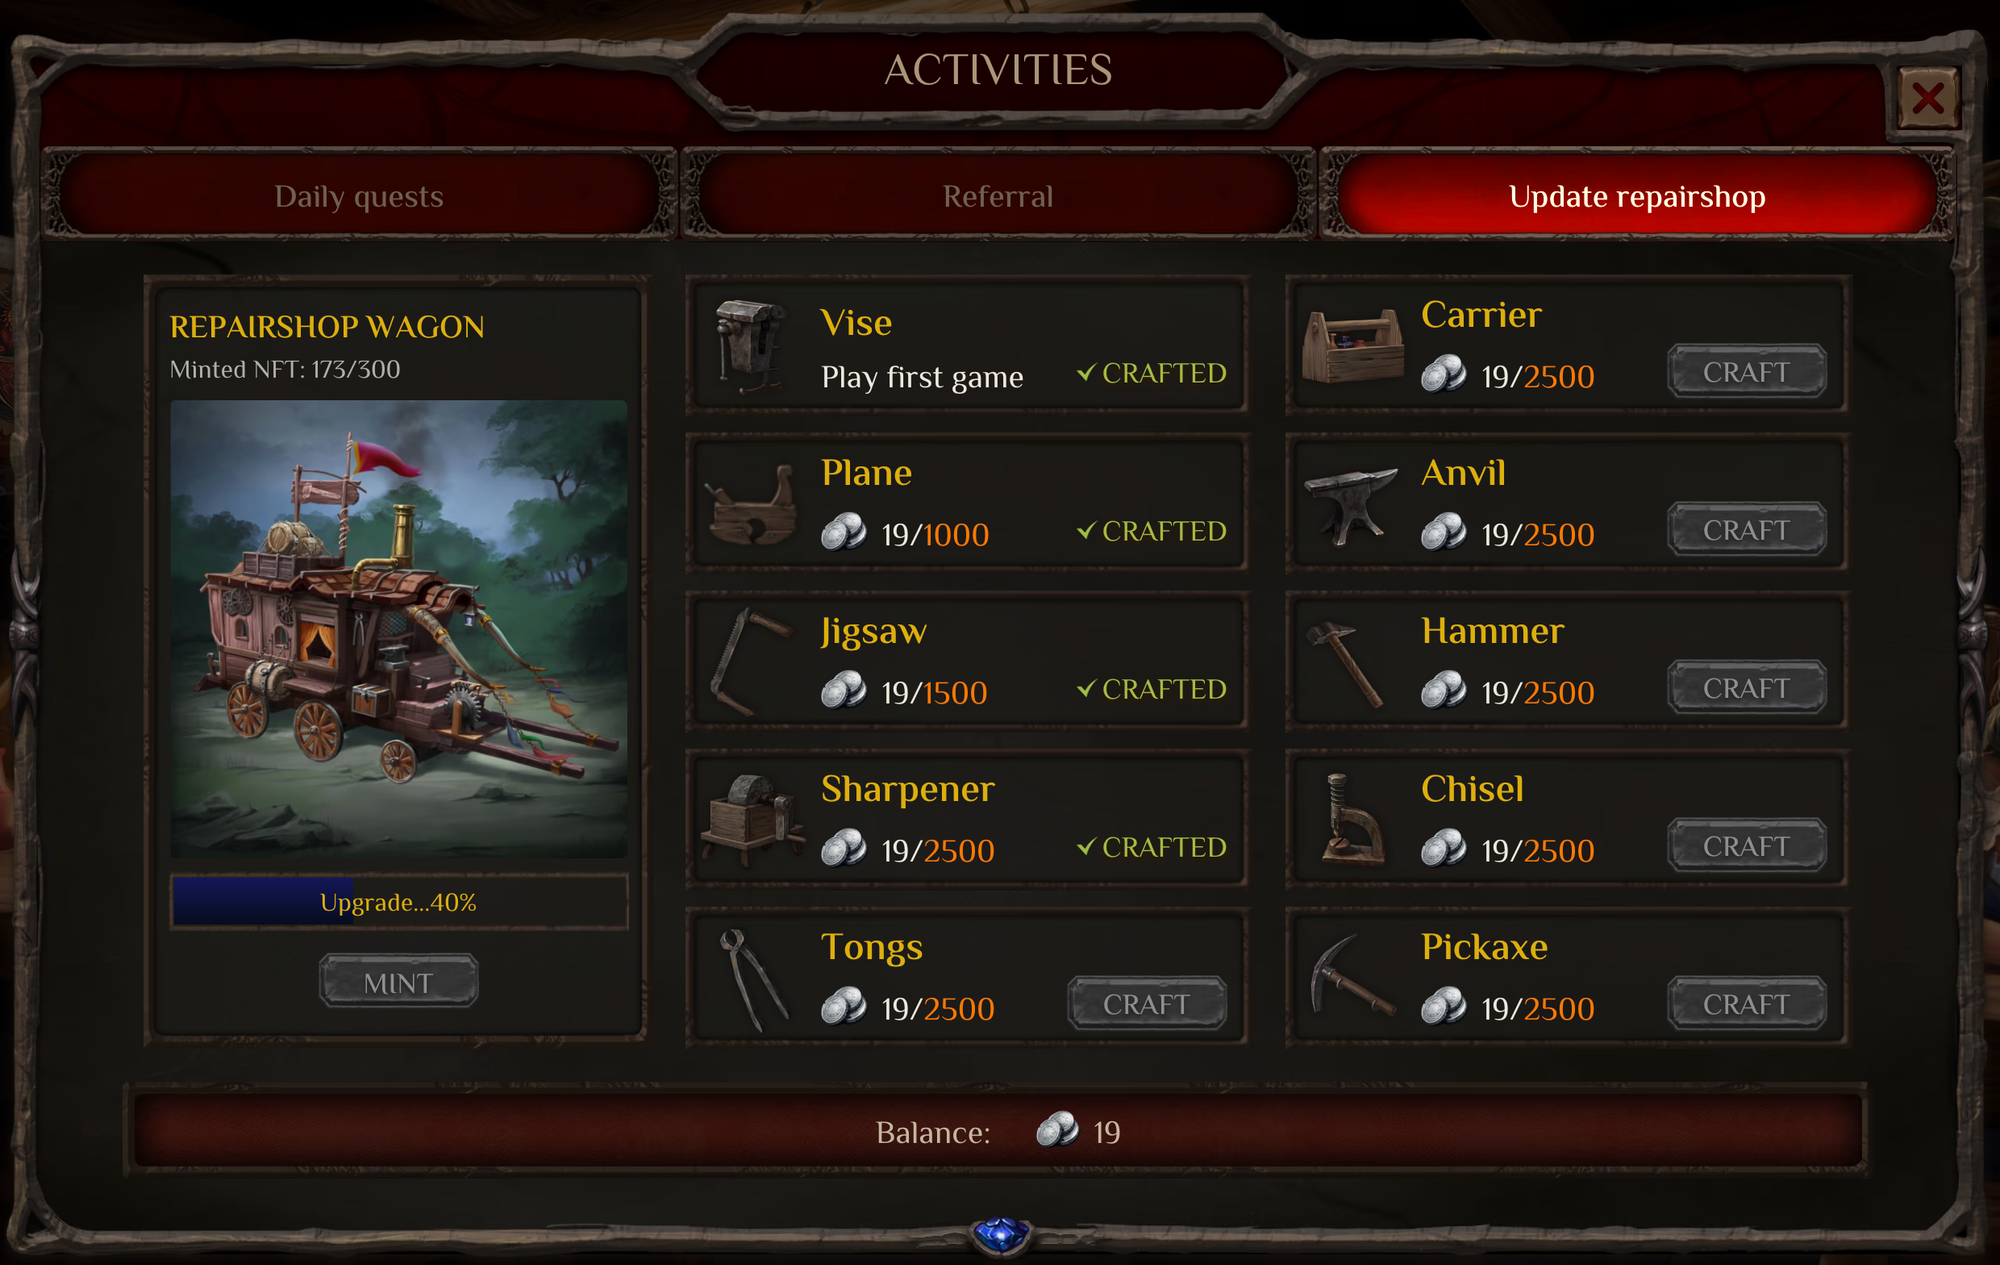 ACTIVITIES
Daily quests
Referral
Update repairshop
REPAIRSHOP WAGON
Minted NFT: 173/300
Upgrade...40%
MINT
Vise
Play first game
CRAFTED
Plane
19/1000
CRAFTED
Jigsaw
19/1500
CRAFTED
Sharpener
19/2500
CRAFTED
Tongs
19/2500
CRAFT
Carrier
19/2500
CRAFT
Anvil
19/2500
CRAFT
Hammer
19/2500
CRAFT
Chisel
19/2500
CRAFT
Pickaxe
19/2500
CRAFT
Balance: 19